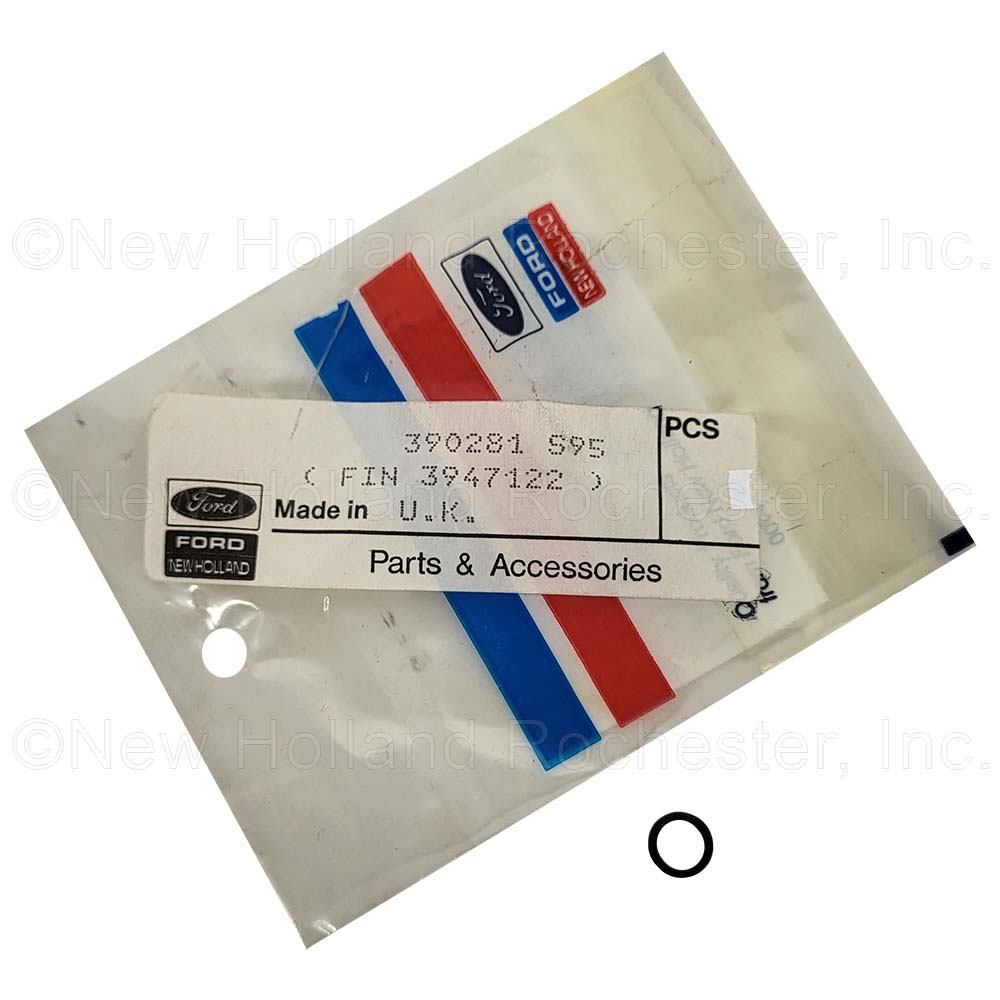 ©New Holland Rochester, Inc.
NEW HOLLAND
FORD
Ford
390281 S95
( FIN 3947122 )
PCS
Ford
Made in U.K.
FORD
NEW HOLLAND
Parts & Accessories
©New Holland Rochester, Inc.
©New Holland Rochester, Inc.